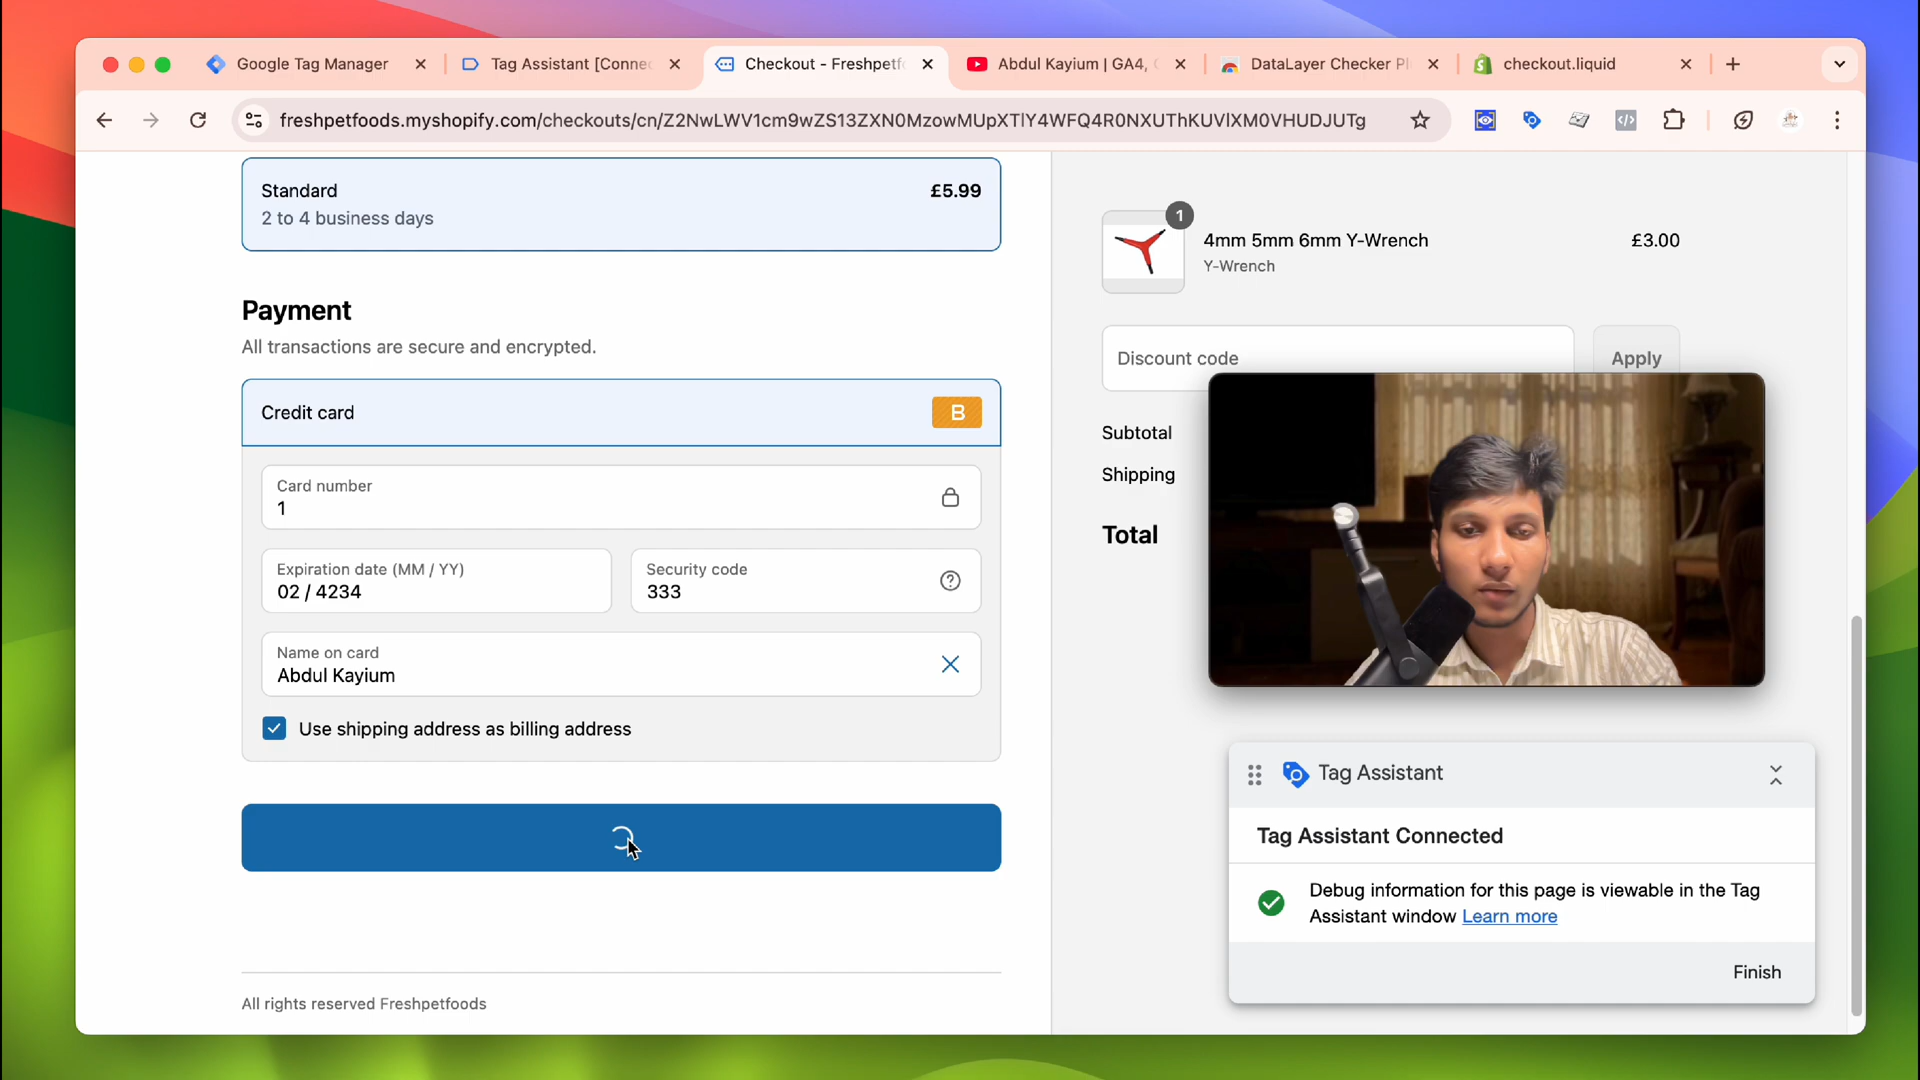 Google Tag Manager
Tag Assistant [Conne
Checkout - Freshpetf
Abdul Kayium | GA4,
DataLayer Checker Pl
checkout.liquid
freshpetfoods.myshopify.com/checkouts/cn/Z2NwLWV1cm9wZS13ZXN0MzowMUpXTlY4WFQ4R0NXUThKUVlXM0VHUDJUTg
Standard
£5.99
2 to 4 business days
Payment
All transactions are secure and encrypted.
Credit card
B
Card number
1
Expiration date (MM / YY)
02 / 4234
Security code
333
Name on card
Abdul Kayium
Use shipping address as billing address
All rights reserved Freshpetfoods
1
4mm 5mm 6mm Y-Wrench
£3.00
Y-Wrench
Discount code
Apply
Subtotal
Shipping
Total
Tag Assistant
Tag Assistant Connected
Debug information for this page is viewable in the Tag
Assistant window Learn more
Finish